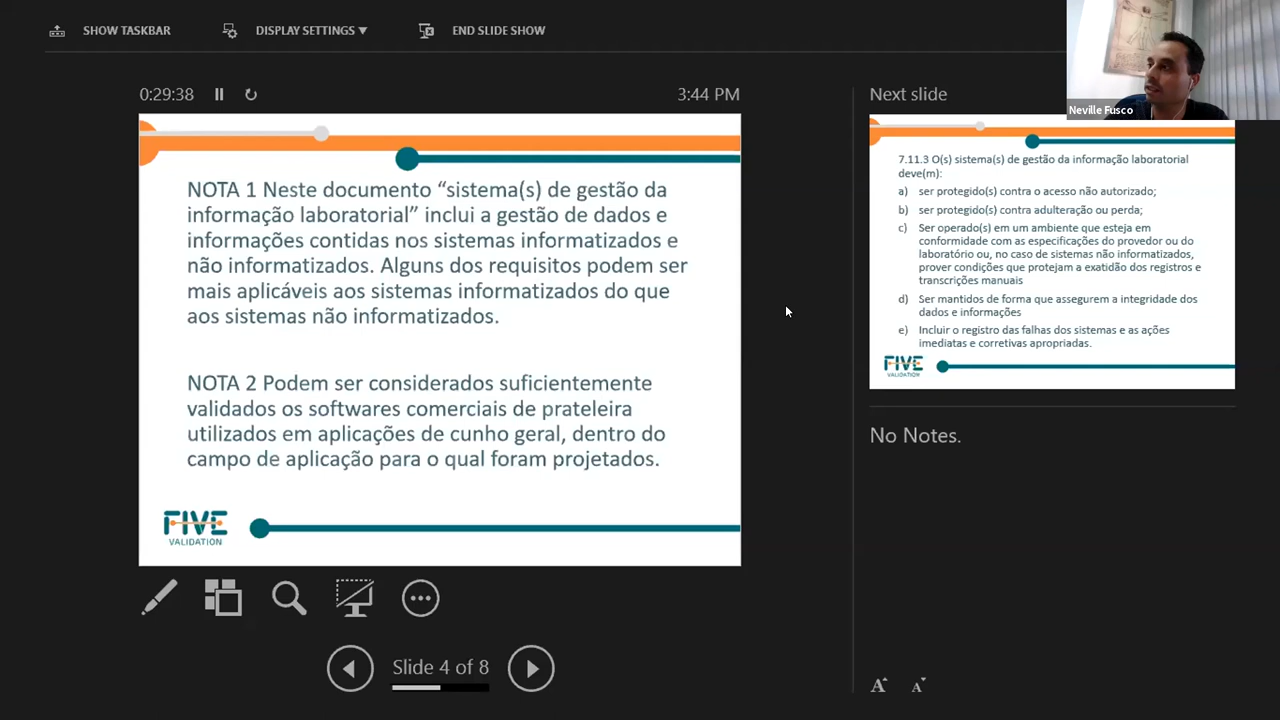 SHOW TASKBAR
DISPLAY SETTINGS ▼
END SLIDE SHOW
0:29:38
3:44 PM
Next slide
Neville Fusco
NOTA 1 Neste documento “sistema(s) de gestão da
informação laboratorial” inclui a gestão de dados e
informações contidas nos sistemas informatizados e
não informatizados. Alguns dos requisitos podem ser
mais aplicáveis aos sistemas informatizados do que
aos sistemas não informatizados.
NOTA 2 Podem ser considerados suficientemente
validados os softwares comerciais de prateleira
utilizados em aplicações de cunho geral, dentro do
campo de aplicação para o qual foram projetados.
FIVE
VALIDATION
7.11.3 O(s) sistema(s) de gestão da informação laboratorial
deve(m):
a) ser protegido(s) contra o acesso não autorizado;
b) ser protegido(s) contra adulteração ou perda;
c) Ser operado(s) em um ambiente que esteja em
conformidade com as especificações do provedor ou do
laboratório ou, no caso de sistemas não informatizados,
prover condições que protejam a exatidão dos registros e
transcrições manuais
d) Ser mantidos de forma que assegurem a integridade dos
dados e informações
e) Incluir o registro das falhas dos sistemas e as ações
imediatas e corretivas apropriadas.
FIVE
VALIDATION
No Notes.
Slide 4 of 8
A A